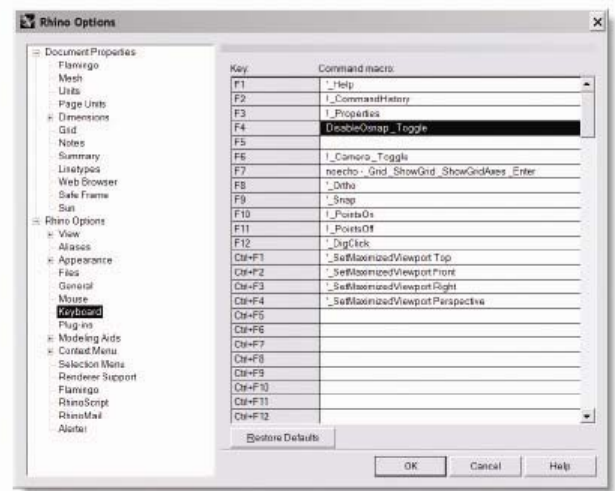 Rhino Options
Document Properties
Flamingo
Mesh
Units
Page Units
Dimensions
Grid
Notes
Summary
Linetypes
Web Browser
Safe Frame
Sun
Rhino Options
View
Aliases
Appearance
Files
General
Mouse
Keyboard
Plug-ins
Modeling Aids
Context Menu
Selection Menu
Renderer Support
Flamingo
RhinoScript
RhinoMail
Alerter
Key: Command macro:
F1 '_Help
F2 !_CommandHistory
F3 !_Properties
F4 DisableOsnap _Toggle
F5
F6 !_Camera _Toggle
F7 noecho -_Grid _ShowGrid _ShowGridAxes _Enter
F8 '_Ortho
F9 '_Snap
F10 !_PointsOn
F11 !_PointsOff
F12 '_DigClick
Ctrl+F1 '_SetMaximizedViewport Top
Ctrl+F2 '_SetMaximizedViewport Front
Ctrl+F3 '_SetMaximizedViewport Right
Ctrl+F4 '_SetMaximizedViewport Perspective
Ctrl+F5
Ctrl+F6
Ctrl+F7
Ctrl+F8
Ctrl+F9
Ctrl+F10
Ctrl+F11
Ctrl+F12
Restore Defaults
OK Cancel Help